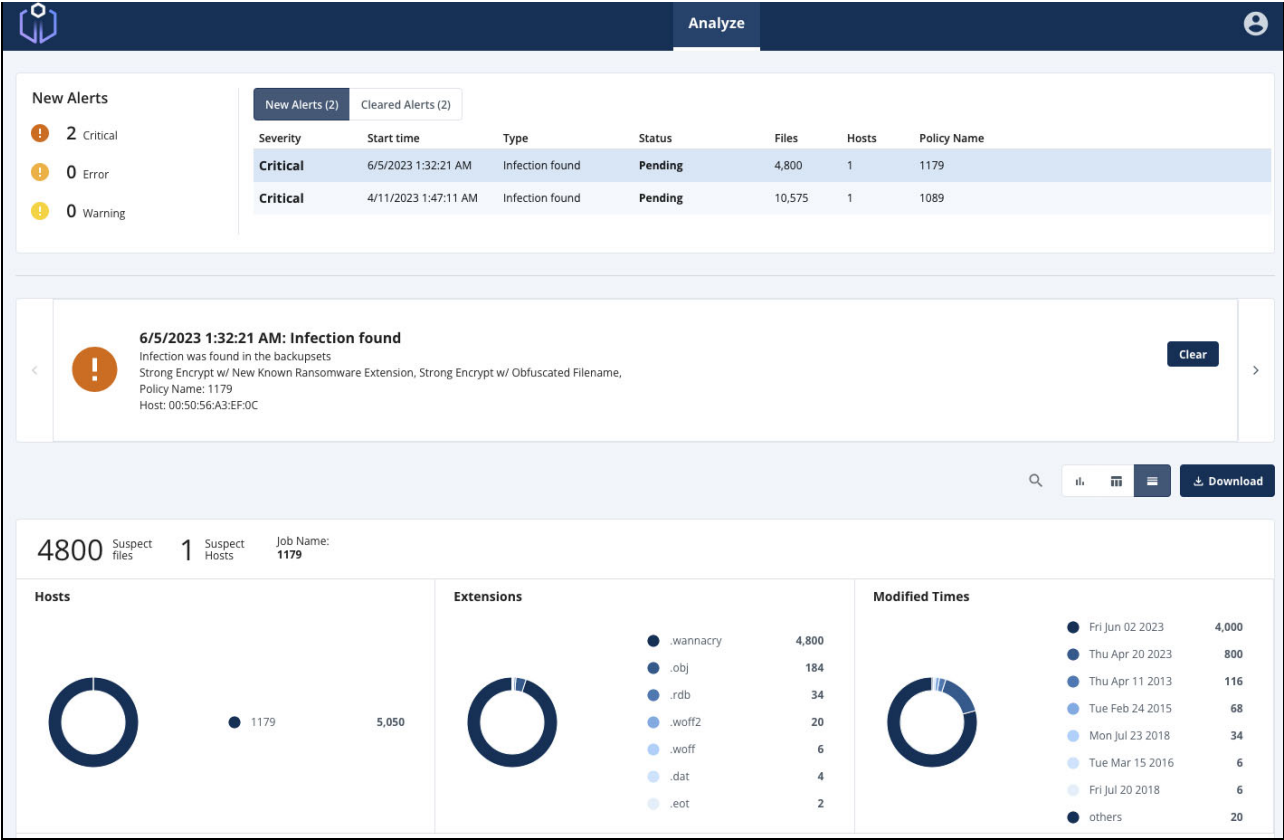 Analyze
New Alerts
2 Critical
0 Error
0 Warning
New Alerts (2) Cleared Alerts (2)
Severity Start time Type Status Files Hosts Policy Name
Critical 6/5/2023 1:32:21 AM Infection found Pending 4,800 1 1179
Critical 4/11/2023 1:47:11 AM Infection found Pending 10,575 1 1089
6/5/2023 1:32:21 AM: Infection found
Infection was found in the backupsets
Strong Encrypt w/ New Known Ransomware Extension, Strong Encrypt w/ Obfuscated Filename,
Policy Name: 1179
Host: 00:50:56:A3:EF:0C
Clear
Download
4800 Suspect files
1 Suspect Hosts
Job Name:
1179
Hosts
1179 5,050
Extensions
.wannacry 4,800
.obj 184
.rdb 34
.woff2 20
.woff 6
.dat 4
.eot 2
Modified Times
Fri Jun 02 2023 4,000
Thu Apr 20 2023 800
Thu Apr 11 2013 116
Tue Feb 24 2015 68
Mon Jul 23 2018 34
Tue Mar 15 2016 6
Fri Jul 20 2018 6
others 20